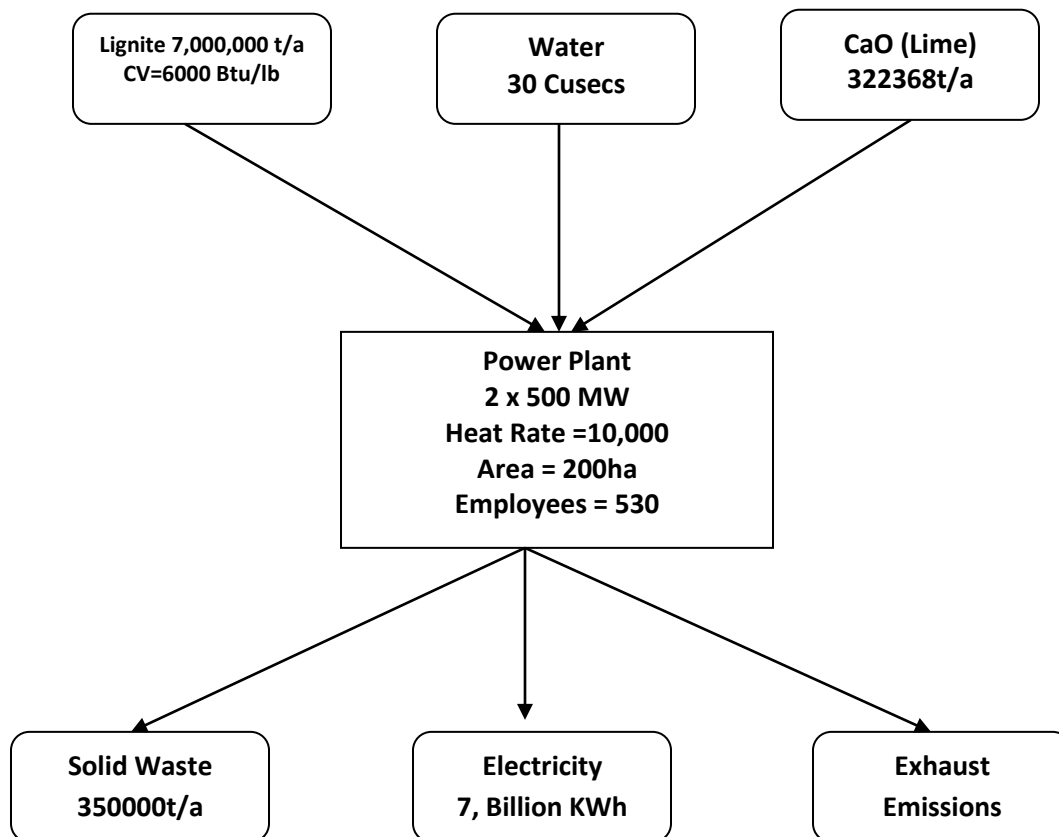 Lignite 7,000,000 t/a
CV=6000 Btu/lb
Water
30 Cusecs
CaO (Lime)
322368t/a
Power Plant
2 x 500 MW
Heat Rate =10,000
Area = 200ha
Employees = 530
Solid Waste
350000t/a
Electricity
7, Billion KWh
Exhaust
Emissions